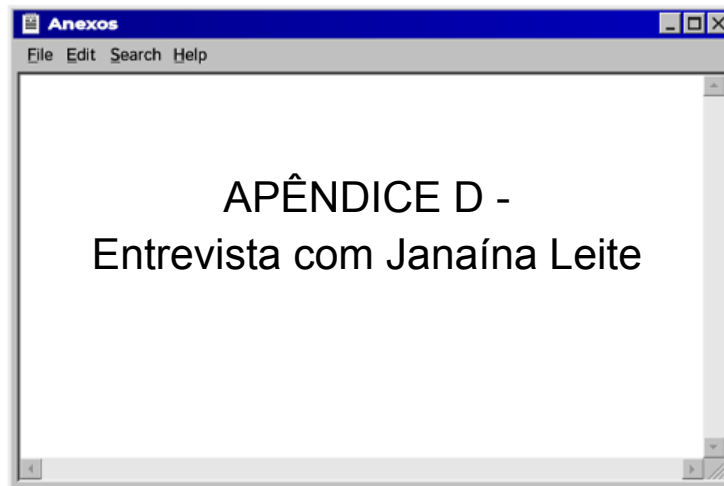 Anexos
File Edit Search Help
APÊNDICE D -
Entrevista com Janaína Leite